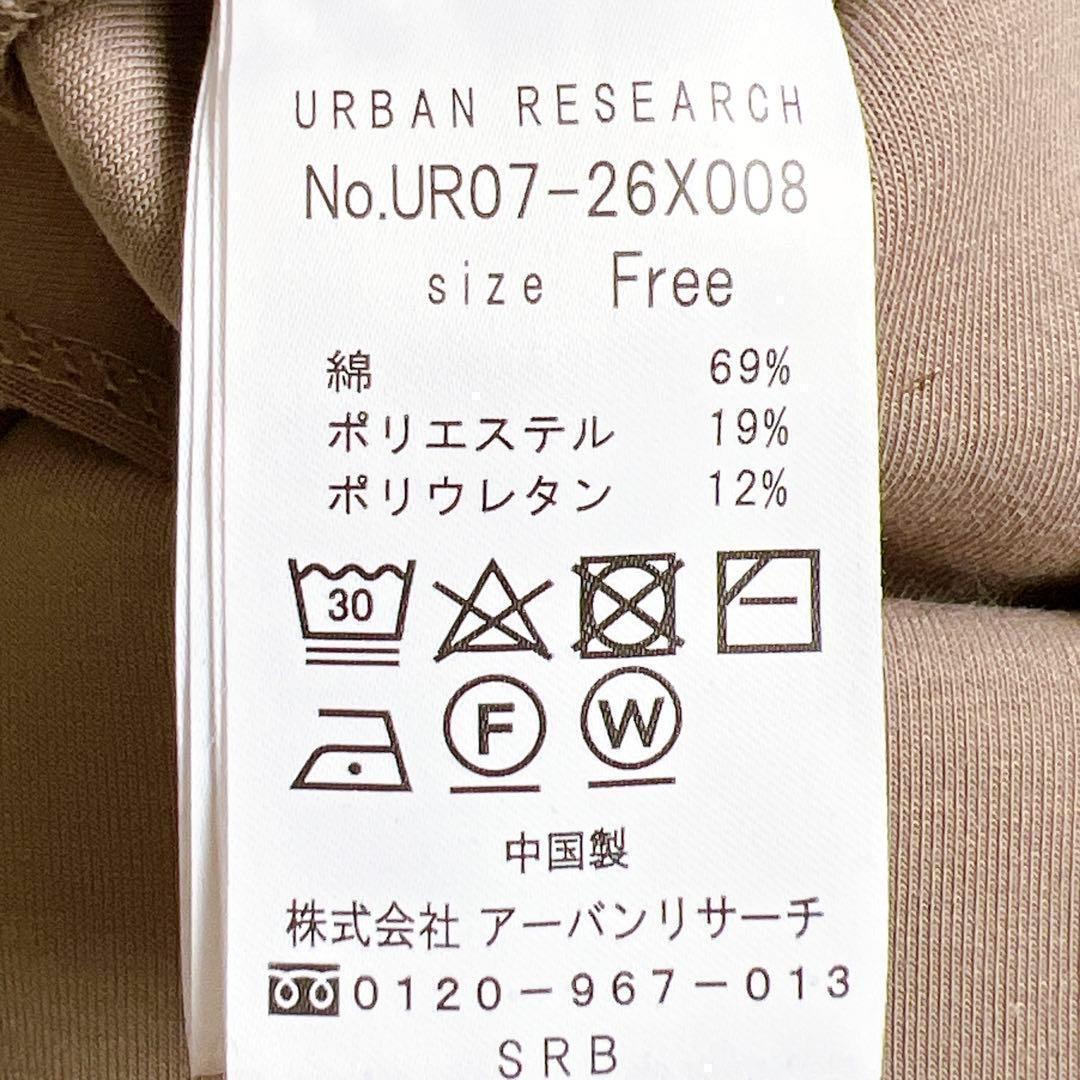 URBAN RESEARCH
No.UR07-26X008
size Free
綿 69%
ポリエステル 19%
ポリウレタン 12%
30
F W
中国製
株式会社 アーバンリサーチ
0120-967-013
SRB